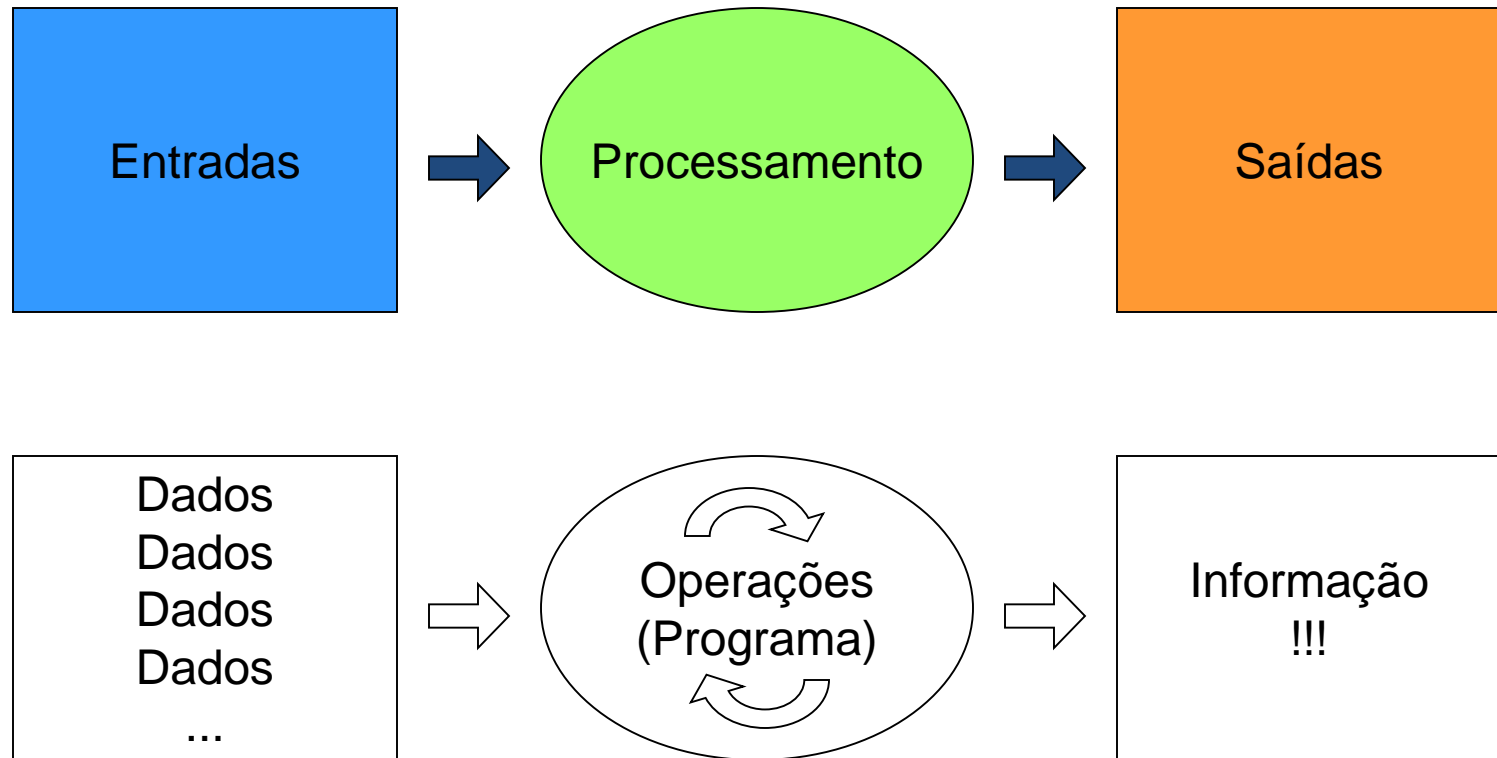 Entradas
Processamento
Saídas
Dados
Dados
Dados
Dados
...
Operações
(Programa)
Informação
!!!